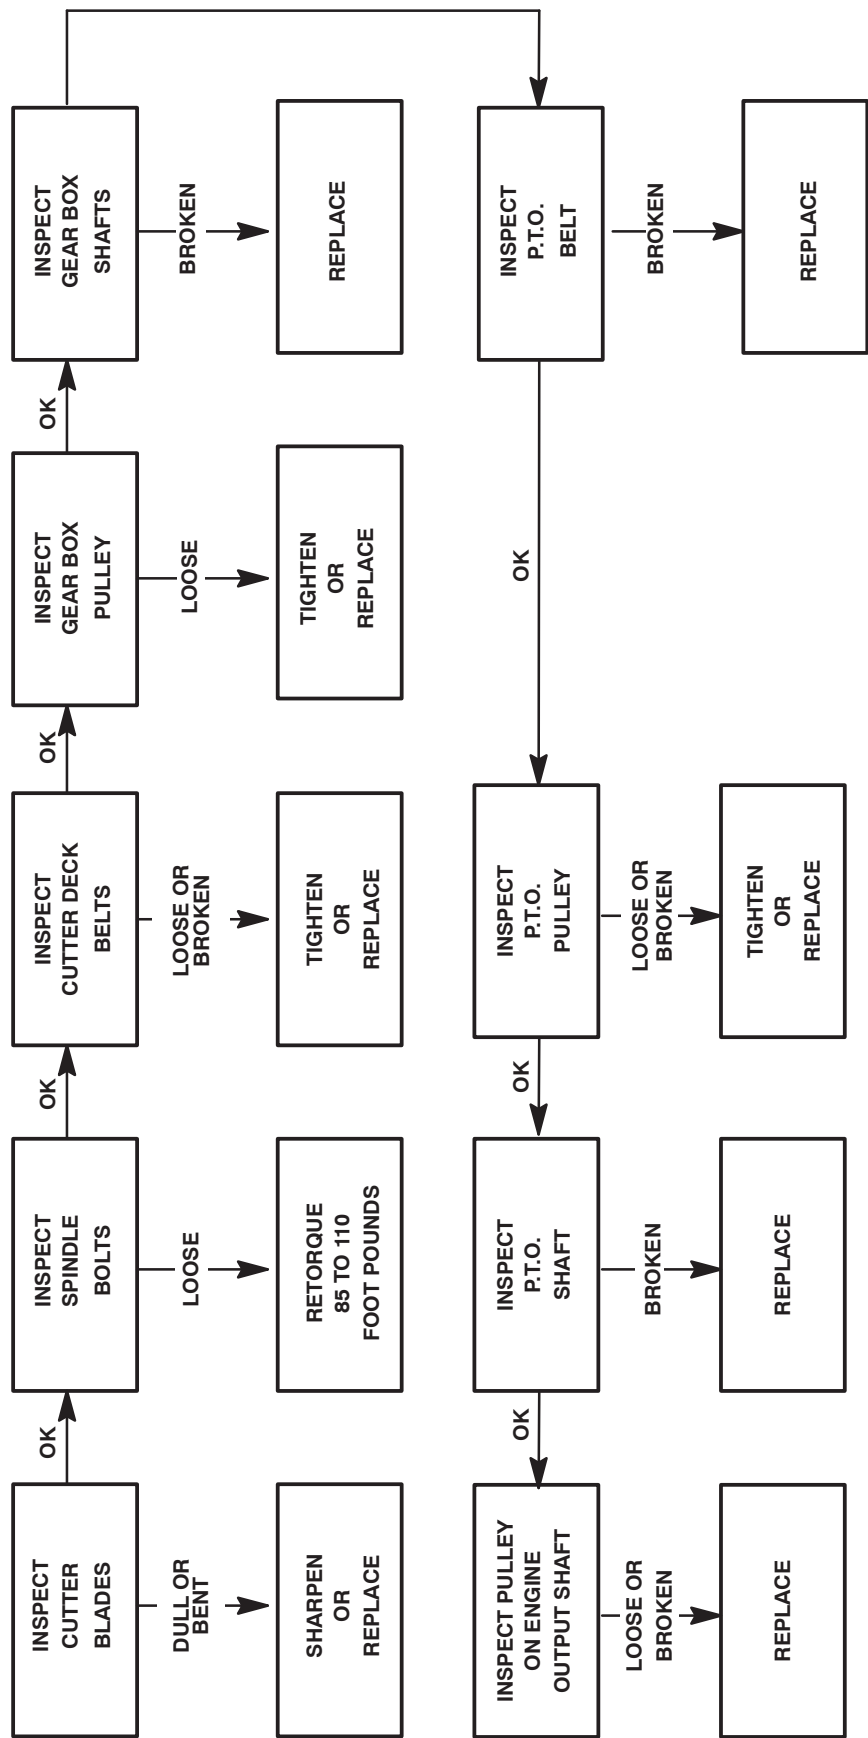 INSPECT
CUTTER
BLADES
OK
DULL OR
BENT
SHARPEN
OR
REPLACE
INSPECT
SPINDLE
BOLTS
OK
LOOSE
RETORQUE
85 TO 110
FOOT POUNDS
INSPECT
CUTTER DECK
BELTS
OK
LOOSE OR
BROKEN
TIGHTEN
OR
REPLACE
INSPECT
GEAR BOX
PULLEY
OK
LOOSE
TIGHTEN
OR
REPLACE
INSPECT
GEAR BOX
SHAFTS
BROKEN
REPLACE
INSPECT
P.T.O.
BELT
OK
BROKEN
REPLACE
INSPECT
P.T.O.
PULLEY
OK
LOOSE OR
BROKEN
TIGHTEN
OR
REPLACE
INSPECT
P.T.O.
SHAFT
OK
BROKEN
REPLACE
INSPECT PULLEY
ON ENGINE
OUTPUT SHAFT
LOOSE OR
BROKEN
REPLACE